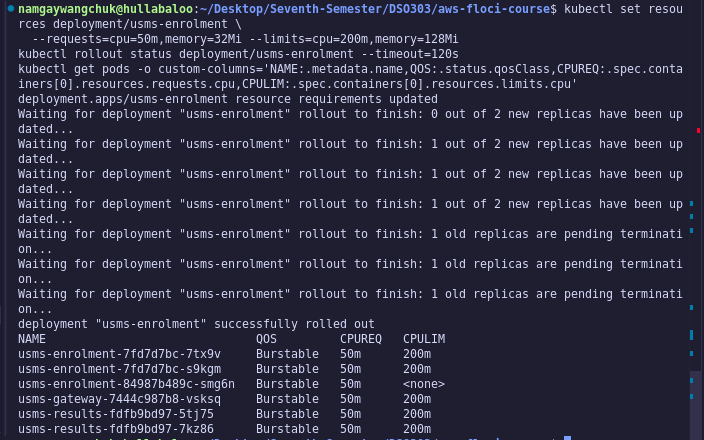 namgaywangchuk@hullabaloo:~/Desktop/Seventh-Semester/DSO303/aws-floci-course$ kubectl set resou
rces deployment/usms-enrolment \
  --requests=cpu=50m,memory=32Mi --limits=cpu=200m,memory=128Mi
kubectl rollout status deployment/usms-enrolment --timeout=120s
kubectl get pods -o custom-columns='NAME:.metadata.name,QOS:.status.qosClass,CPUREQ:.spec.conta
iners[0].resources.requests.cpu,CPULIM:.spec.containers[0].resources.limits.cpu'
deployment.apps/usms-enrolment resource requirements updated
Waiting for deployment "usms-enrolment" rollout to finish: 0 out of 2 new replicas have been up
dated...
Waiting for deployment "usms-enrolment" rollout to finish: 1 out of 2 new replicas have been up
dated...
Waiting for deployment "usms-enrolment" rollout to finish: 1 out of 2 new replicas have been up
dated...
Waiting for deployment "usms-enrolment" rollout to finish: 1 out of 2 new replicas have been up
dated...
Waiting for deployment "usms-enrolment" rollout to finish: 1 old replicas are pending terminati
on...
Waiting for deployment "usms-enrolment" rollout to finish: 1 old replicas are pending terminati
on...
Waiting for deployment "usms-enrolment" rollout to finish: 1 old replicas are pending terminati
on...
deployment "usms-enrolment" successfully rolled out
NAME                              QOS         CPUREQ   CPULIM
usms-enrolment-7fd7d7bc-7tx9v     Burstable   50m      200m
usms-enrolment-7fd7d7bc-s9kgm     Burstable   50m      200m
usms-enrolment-84987b489c-smg6n   Burstable   50m      <none>
usms-gateway-7444c987b8-vsksq     Burstable   50m      200m
usms-results-fdfb9bd97-5tj75      Burstable   50m      200m
usms-results-fdfb9bd97-7kz86      Burstable   50m      200m